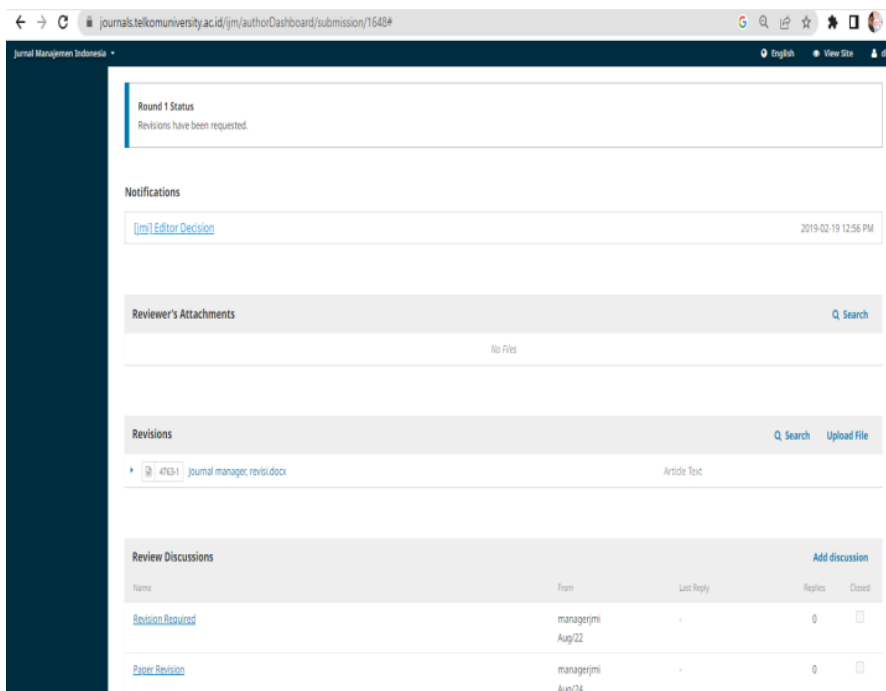 journals.telkomuniversity.ac.id/ijm/authorDashboard/submission/1648#
Jurnal Manajemen Indonesia
English View Site
Round 1 Status
Revisions have been requested.
Notifications
[jmi] Editor Decision 2019-02-19 12:56 PM
Reviewer's Attachments Search
No Files
Revisions Search Upload File
4763-1 Journal manager, revisi.docx Article Text
Review Discussions Add discussion
Name From Last Reply Replies Closed
Revision Required managerjmi - 0
Aug/22
Paper Revision managerjmi - 0
Aug/24